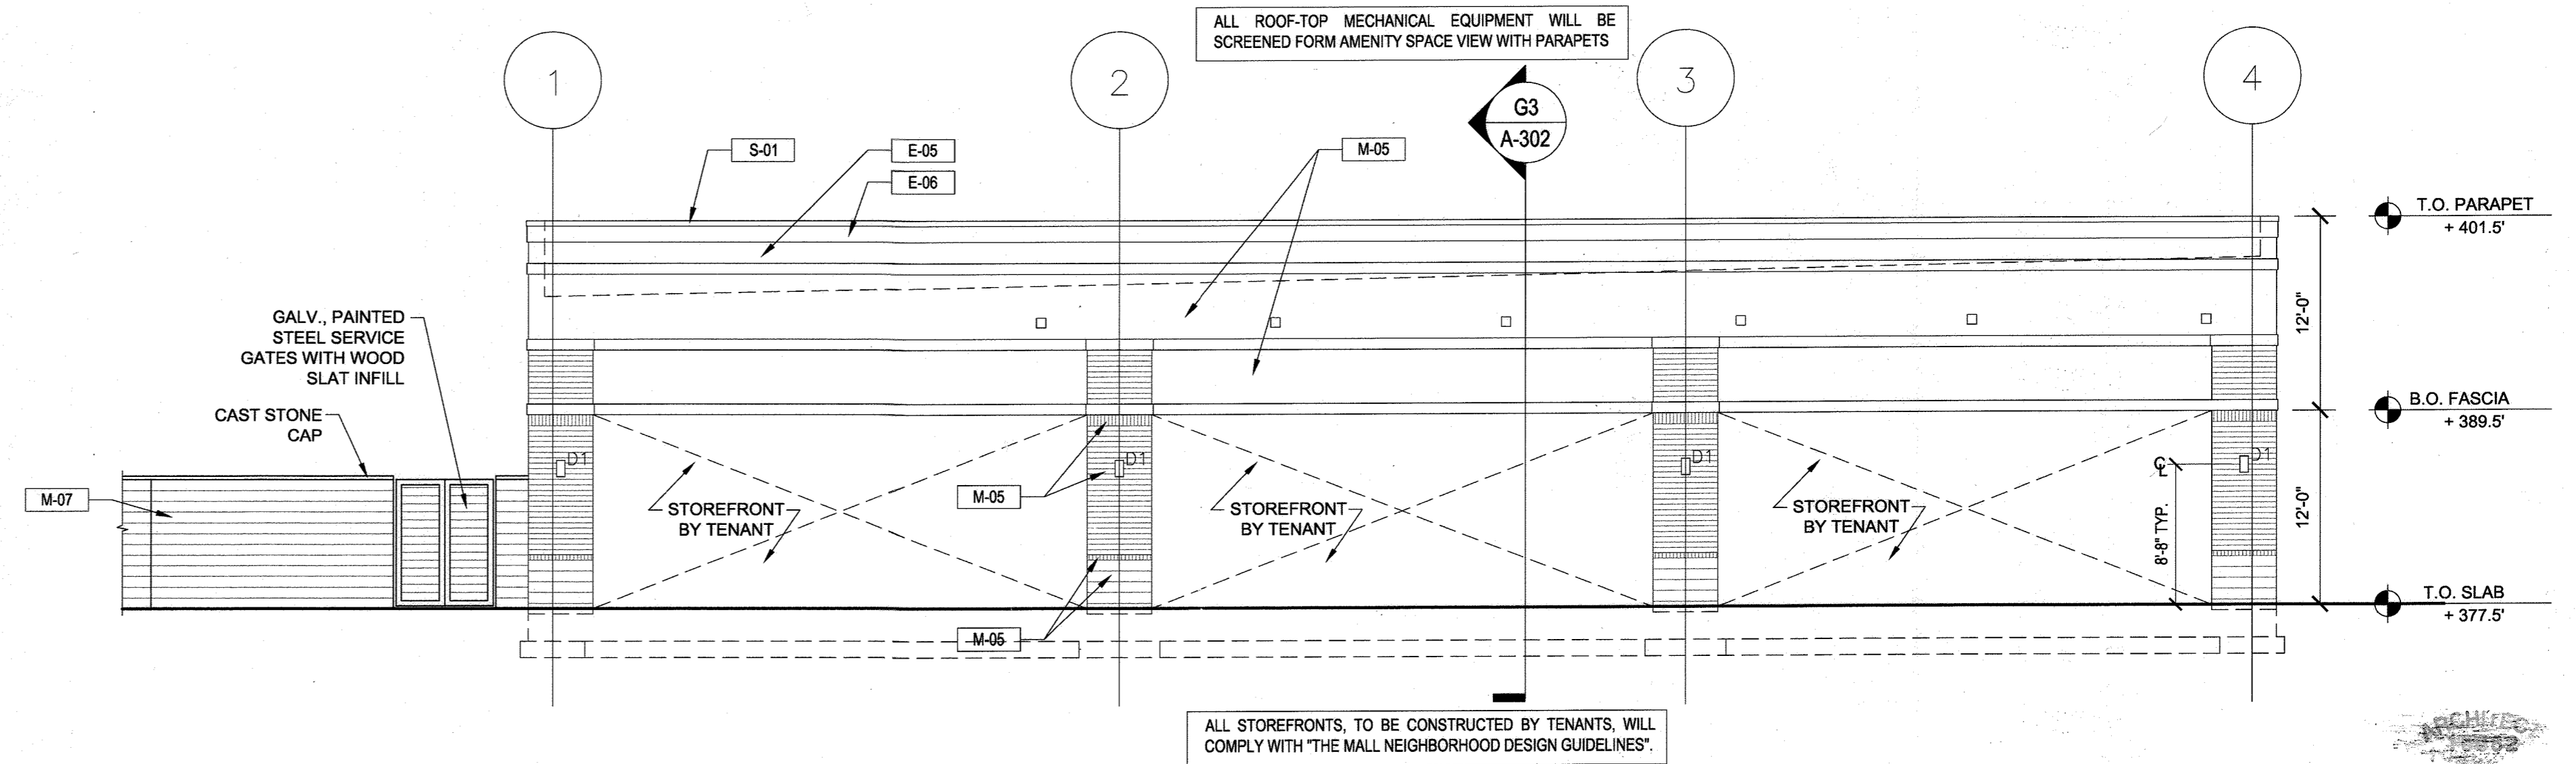 ALL ROOF-TOP MECHANICAL EQUIPMENT WILL BE
SCREENED FORM AMENITY SPACE VIEW WITH PARAPETS
1
2
3
4
G3
A-302
S-01
E-05
E-06
M-05
T.O. PARAPET
+ 401.5'
12'-0"
GALV., PAINTED
STEEL SERVICE
GATES WITH WOOD
SLAT INFILL
CAST STONE
CAP
B.O. FASCIA
+ 389.5'
M-07
D1
D1
D1
D1
M-05
STOREFRONT
BY TENANT
STOREFRONT
BY TENANT
STOREFRONT
BY TENANT
CL
8'-8" TYP.
12'-0"
T.O. SLAB
+ 377.5'
M-05
ALL STOREFRONTS, TO BE CONSTRUCTED BY TENANTS, WILL
COMPLY WITH "THE MALL NEIGHBORHOOD DESIGN GUIDELINES".
ARCHITECT